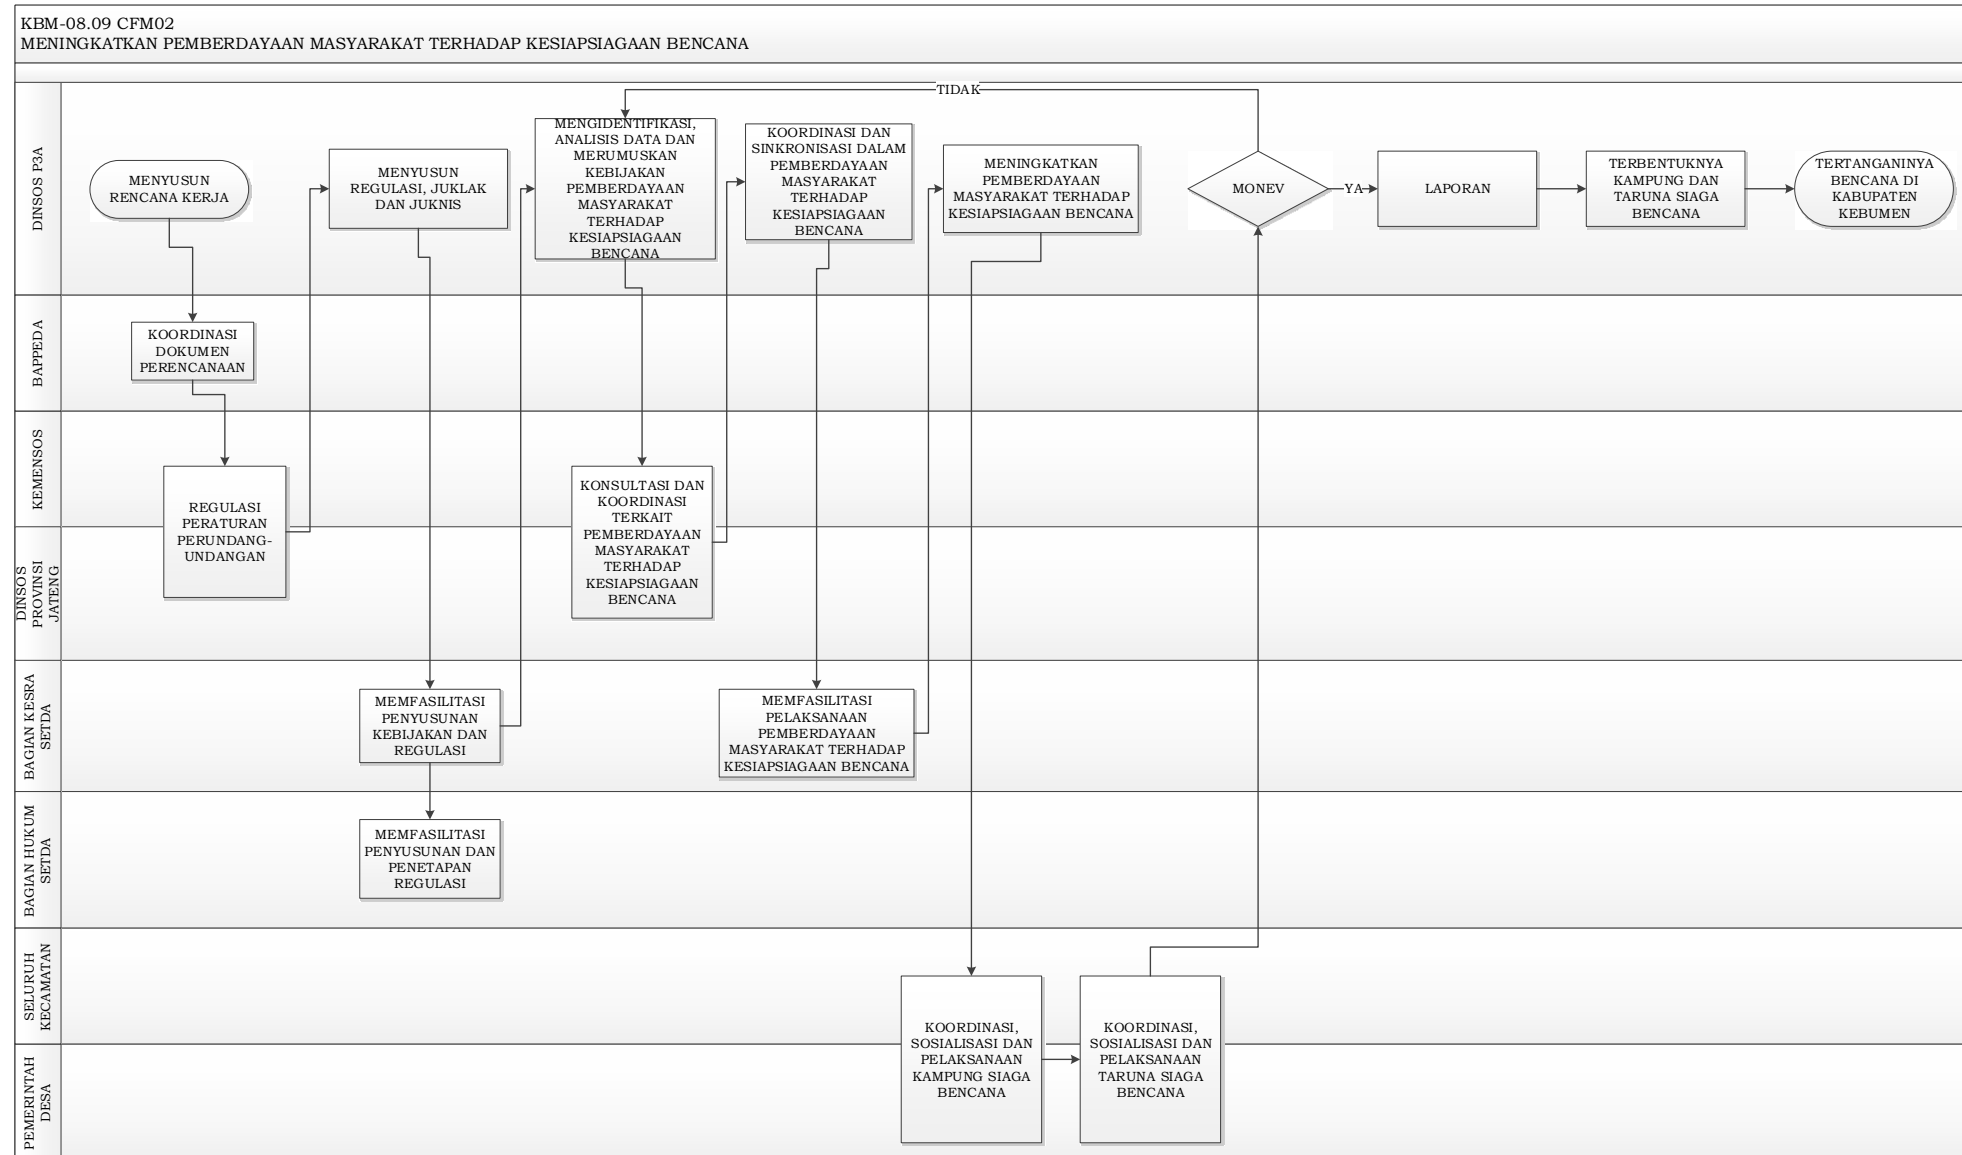 KBM-08.09 CFM02
MENINGKATKAN PEMBERDAYAAN MASYARAKAT TERHADAP KESIAPSIAGAAN BENCANA
DINSOS P3A
MENYUSUN
RENCANA KERJA
MENYUSUN
REGULASI, JUKLAK
DAN JUKNIS
MENGIDENTIFIKASI,
ANALISIS DATA DAN
MERUMUSKAN
KEBIJAKAN
PEMBERDAYAAN
MASYARAKAT
TERHADAP
KESIAPSIAGAAN
BENCANA
KOORDINASI DAN
SINKRONISASI DALAM
PEMBERDAYAAN
MASYARAKAT
TERHADAP
KESIAPSIAGAAN
BENCANA
MENINGKATKAN
PEMBERDAYAAN
MASYARAKAT TERHADAP
KESIAPSIAGAAN BENCANA
TIDAK
MONEV
YA
LAPORAN
TERBENTUKNYA
KAMPUNG DAN
TARUNA SIAGA
BENCANA
TERTANGANINYA
BENCANA DI
KABUPATEN
KEBUMEN
BAPPEDA
KOORDINASI
DOKUMEN
PERENCANAAN
KEMENSOS
REGULASI
PERATURAN
PERUNDANG-
UNDANGAN
KONSULTASI DAN
KOORDINASI
TERKAIT
PEMBERDAYAAN
MASYARAKAT
TERHADAP
KESIAPSIAGAAN
BENCANA
DINSOS
PROVINSI
JATENG
BAGIAN KESRA
SETDA
MEMFASILITASI
PENYUSUNAN
KEBIJAKAN DAN
REGULASI
MEMFASILITASI
PELAKSANAAN
PEMBERDAYAAN
MASYARAKAT TERHADAP
KESIAPSIAGAAN BENCANA
BAGIAN HUKUM
SETDA
MEMFASILITASI
PENYUSUNAN DAN
PENETAPAN
REGULASI
SELURUH
KECAMATAN
KOORDINASI,
SOSIALISASI DAN
PELAKSANAAN
KAMPUNG SIAGA
BENCANA
KOORDINASI,
SOSIALISASI DAN
PELAKSANAAN
TARUNA SIAGA
BENCANA
PEMERINTAH
DESA